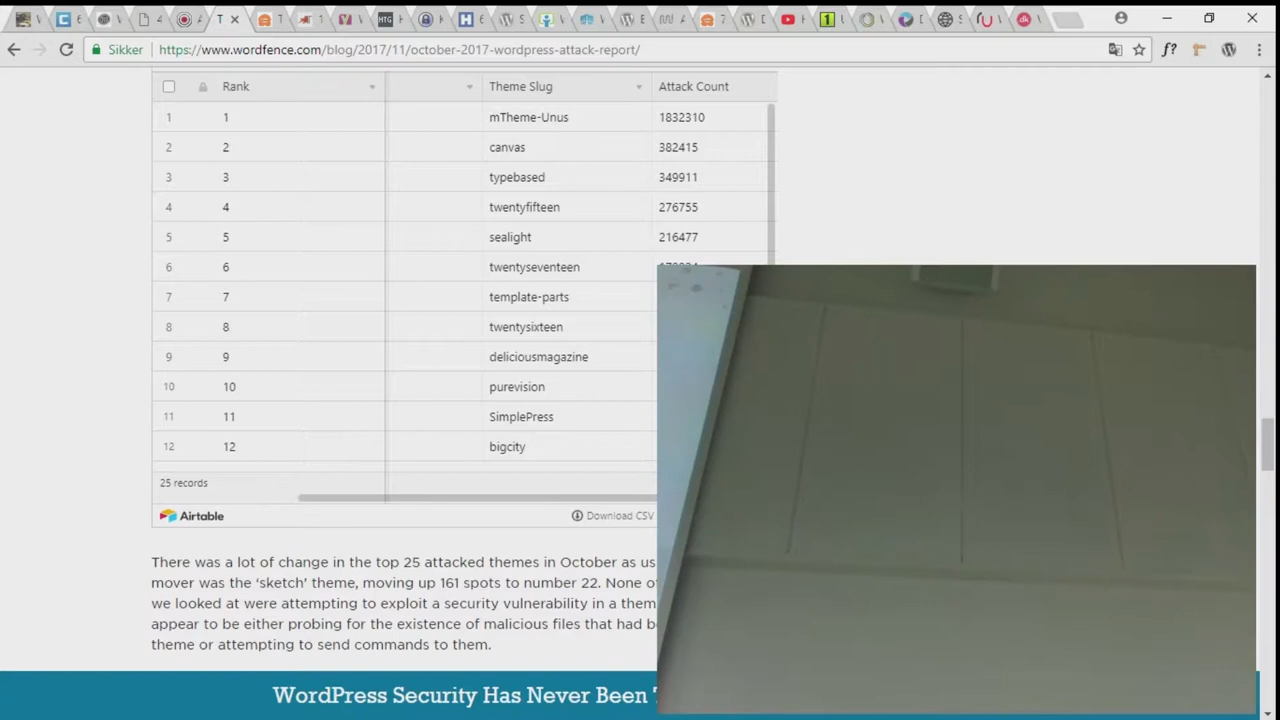 Sikker
https://www.wordfence.com/blog/2017/11/october-2017-wordpress-attack-report/
f?
Rank Theme Slug Attack Count
1 1 mTheme-Unus 1832310
2 2 canvas 382415
3 3 typebased 349911
4 4 twentyfifteen 276755
5 5 sealight 216477
6 6 twentyseventeen
7 7 template-parts
8 8 twentysixteen
9 9 deliciousmagazine
10 10 purevision
11 11 SimplePress
12 12 bigcity
25 records
Airtable Download CSV
There was a lot of change in the top 25 attacked themes in October as us
mover was the ‘sketch’ theme, moving up 161 spots to number 22. None o
we looked at were attempting to exploit a security vulnerability in a them
appear to be either probing for the existence of malicious files that had b
theme or attempting to send commands to them.
WordPress Security Has Never Been